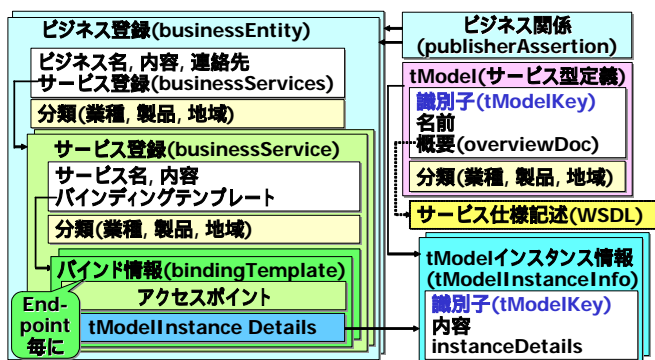 ビジネス登録(businessEntity)
ビジネス名, 内容, 連絡先
サービス登録(businessServices)
分類(業種, 製品, 地域)
サービス登録(businessService)
サービス名, 内容
バインディングテンプレート
分類(業種, 製品, 地域)
バインド情報(bindingTemplate)
アクセスポイント
tModelInstance Details
End-
point
毎に
ビジネス関係
(publisherAssertion)
tModel(サービス型定義)
識別子(tModelKey)
名前
概要(overviewDoc)
分類(業種, 製品, 地域)
サービス仕様記述(WSDL)
tModelインスタンス情報
(tModelInstanceInfo)
識別子(tModelKey)
内容
instanceDetails